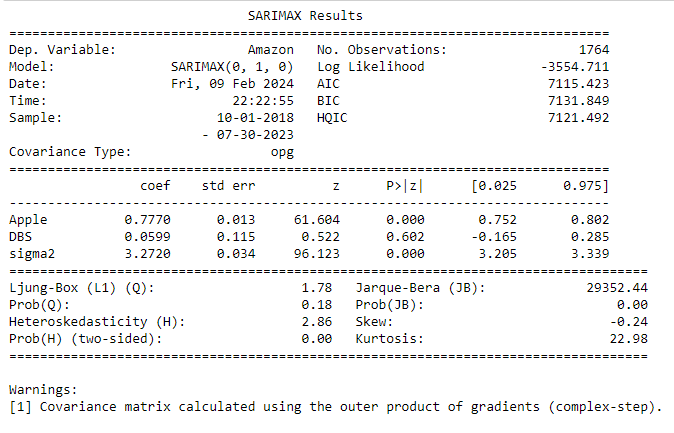 SARIMAX Results
==============================================================================
Dep. Variable:                 Amazon   No. Observations:                 1764
Model:               SARIMAX(0, 1, 0)   Log Likelihood               -3554.711
Date:                Fri, 09 Feb 2024   AIC                           7115.423
Time:                        22:22:55   BIC                           7131.849
Sample:                    10-01-2018   HQIC                          7121.492
                         - 07-30-2023
Covariance Type:                  opg
==============================================================================
                 coef    std err          z      P>|z|      [0.025      0.975]
------------------------------------------------------------------------------
Apple          0.7770      0.013     61.604      0.000       0.752       0.802
DBS            0.0599      0.115      0.522      0.602      -0.165       0.285
sigma2         3.2720      0.034     96.123      0.000       3.205       3.339
===================================================================================
Ljung-Box (L1) (Q):                   1.78   Jarque-Bera (JB):             29352.44
Prob(Q):                              0.18   Prob(JB):                         0.00
Heteroskedasticity (H):               2.86   Skew:                            -0.24
Prob(H) (two-sided):                  0.00   Kurtosis:                        22.98
===================================================================================
Warnings:
[1] Covariance matrix calculated using the outer product of gradients (complex-step).